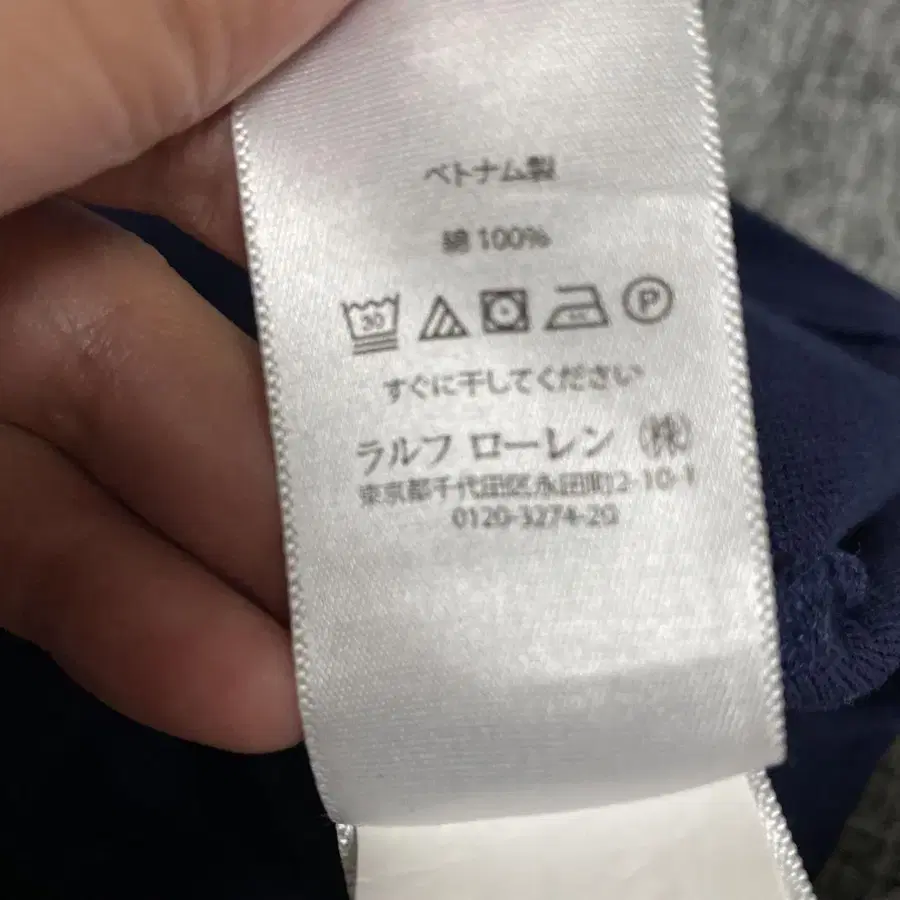 ベトナム製
綿 100%
30
すぐに干してください
ラルフ ローレン ㈱
東京都千代田区永田町2-10-1
0120-3274-20
P